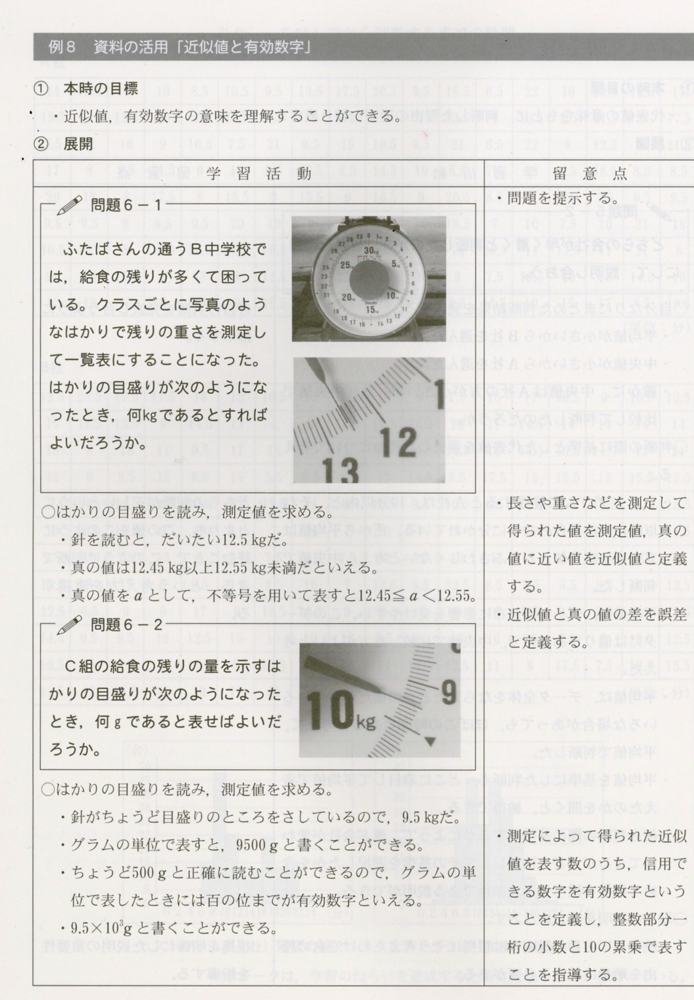 例８　資料の活用「近似値と有効数字」
①　本時の目標
・近似値，有効数字の意味を理解することができる。
②　展開
学　習　活　動
問題６－１
ふたばさんの通うＢ中学校で
は，給食の残りが多くて困って
いる。クラスごとに写真のよう
なはかりで残りの重さを測定し
て一覧表にすることになった。
はかりの目盛りが次のようにな
ったとき，何kgであるとすれば
よいだろうか。
0 1kg 2 3 4 6 7 8 9 11 12 13 14 16 17 18 19 21 22 23 24 26 27 28 29
30kg
5kg
10kg
15kg
20kg
25kg
1
12
13
○はかりの目盛りを読み，測定値を求める。
・針を読むと，だいたい12.5 kgだ。
・真の値は12.45 kg以上12.55 kg未満だといえる。
・真の値を a として，不等号を用いて表すと12.45≦ a ＜12.55。
問題６－２
Ｃ組の給食の残りの量を示すは
かりの目盛りが次のようになった
とき，何 g であると表せばよいだ
ろうか。
9
10kg
○はかりの目盛りを読み，測定値を求める。
・針がちょうど目盛りのところをさしているので，9.5 kgだ。
・グラムの単位で表すと，9500 g と書くことができる。
・ちょうど500 g と正確に読むことができるので，グラムの単
位で表したときには百の位までが有効数字といえる。
・9.5×10³g と書くことができる。
留　意　点
・問題を提示する。
・長さや重さなどを測定して
得られた値を測定値，真の
値に近い値を近似値と定義
する。
・近似値と真の値の差を誤差
と定義する。
・測定によって得られた近似
値を表す数のうち，信用で
きる数字を有効数字という
ことを定義し，整数部分一
桁の小数と10の累乗で表す
ことを指導する。